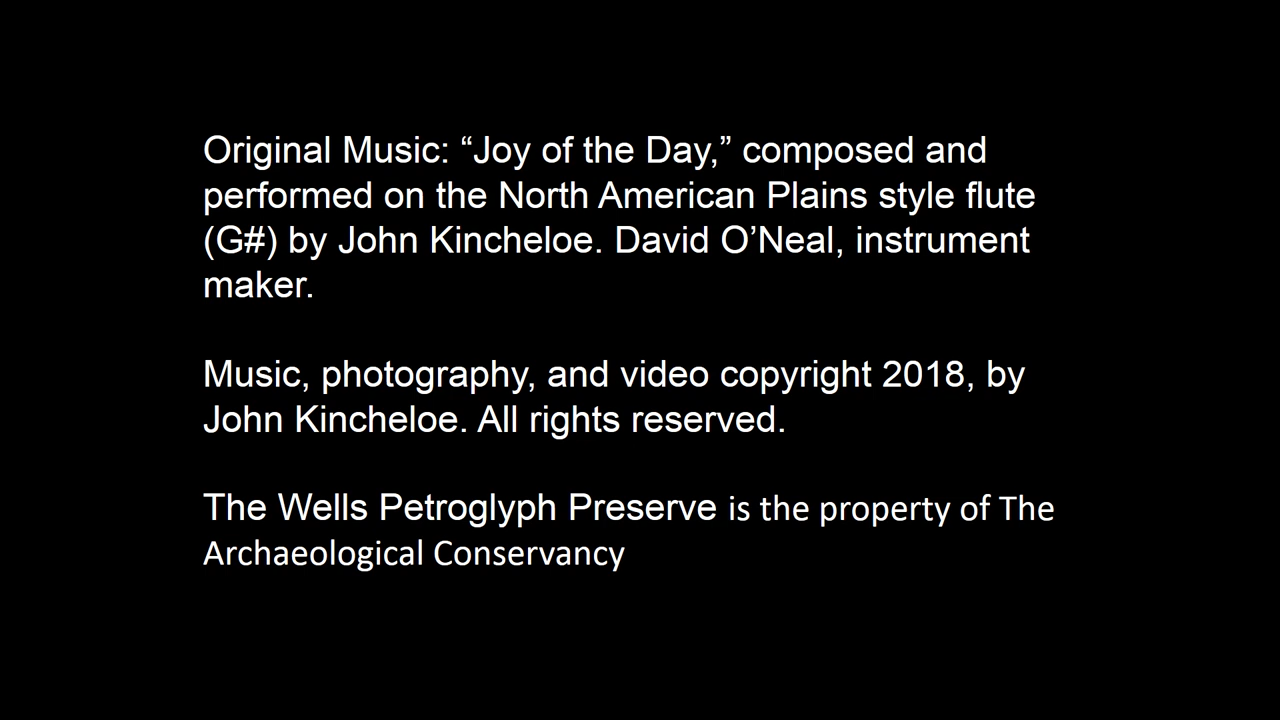 Original Music: “Joy of the Day,” composed and
performed on the North American Plains style flute
(G#) by John Kincheloe. David O’Neal, instrument
maker.
Music, photography, and video copyright 2018, by
John Kincheloe. All rights reserved.
The Wells Petroglyph Preserve is the property of The
Archaeological Conservancy